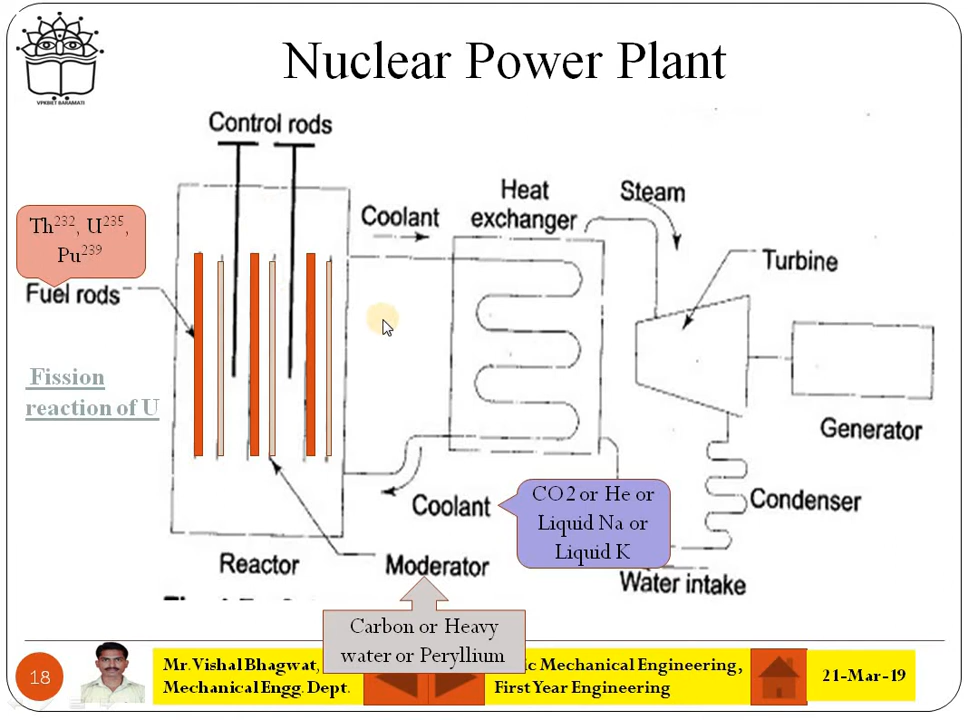 VPKBIET BARAMATI
Nuclear Power Plant
Control rods
Th232, U235,
Pu239
Fuel rods
Fission
reaction of U
Coolant
Heat
exchanger
Steam
Turbine
Generator
Condenser
Water intake
Coolant
CO2 or He or
Liquid Na or
Liquid K
Reactor
Moderator
Carbon or Heavy
water or Peryllium
18
Mr. Vishal Bhagwat,
Mechanical Engg. Dept.
Mechanical Engineering,
First Year Engineering
21-Mar-19